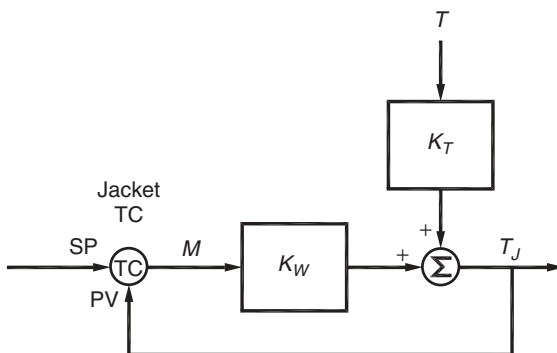 T
K_T
Jacket
TC
+
SP
TC
M
K_W
+
Σ
T_J
PV